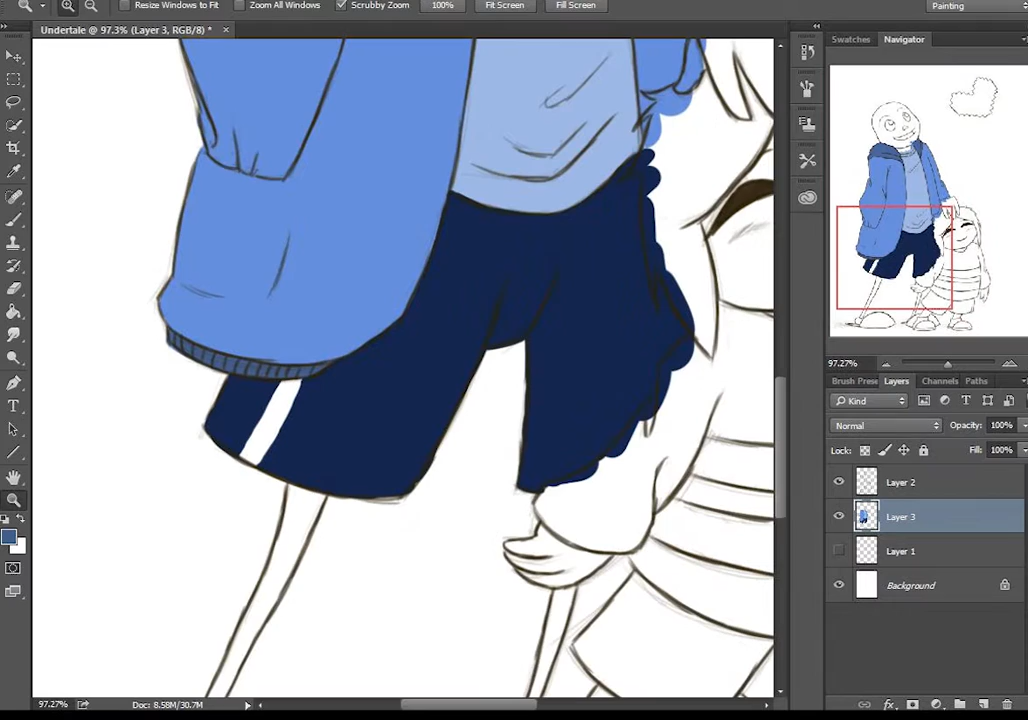 Resize Windows to Fit Zoom All Windows Scrubby Zoom 100% Fit Screen Fill Screen Painting
Undertale @ 97.3% (Layer 3, RGB/8) * x
Swatches Navigator
97.27%
Brush Prese Layers Channels Paths
Kind
Normal Opacity: 100%
Lock: Fill: 100%
Layer 2
Layer 3
Layer 1
Background
97.27% Doc: 8.58M/30.7M